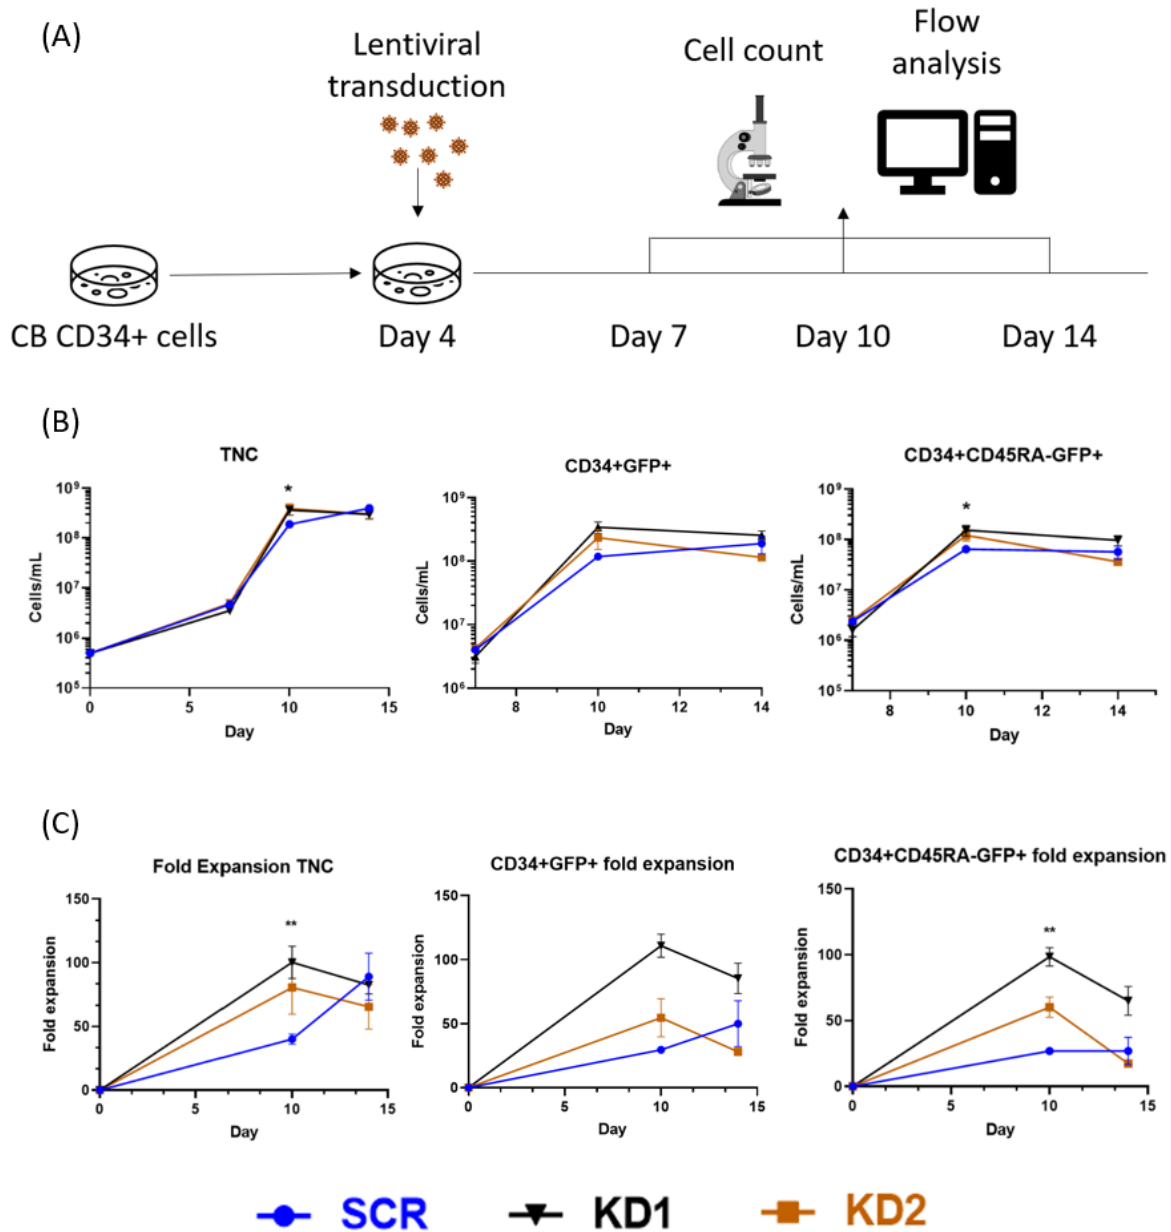 (A)
Lentiviral
transduction
Cell count
Flow
analysis
CB CD34+ cells
Day 4
Day 7
Day 10
Day 14
(B)
TNC
*
10⁹
10⁸
10⁷
10⁶
10⁵
Cells/mL
0
5
10
15
Day
CD34+GFP+
10⁹
10⁸
10⁷
10⁶
Cells/mL
8
10
12
14
Day
CD34+CD45RA-GFP+
*
10⁹
10⁸
10⁷
10⁶
10⁵
Cells/mL
8
10
12
14
Day
(C)
Fold Expansion TNC
**
150
100
50
0
Fold expansion
0
5
10
15
Day
CD34+GFP+ fold expansion
150
100
50
0
Fold expansion
0
5
10
15
Day
CD34+CD45RA-GFP+ fold expansion
**
150
100
50
0
Fold expansion
0
5
10
15
Day
SCR
KD1
KD2